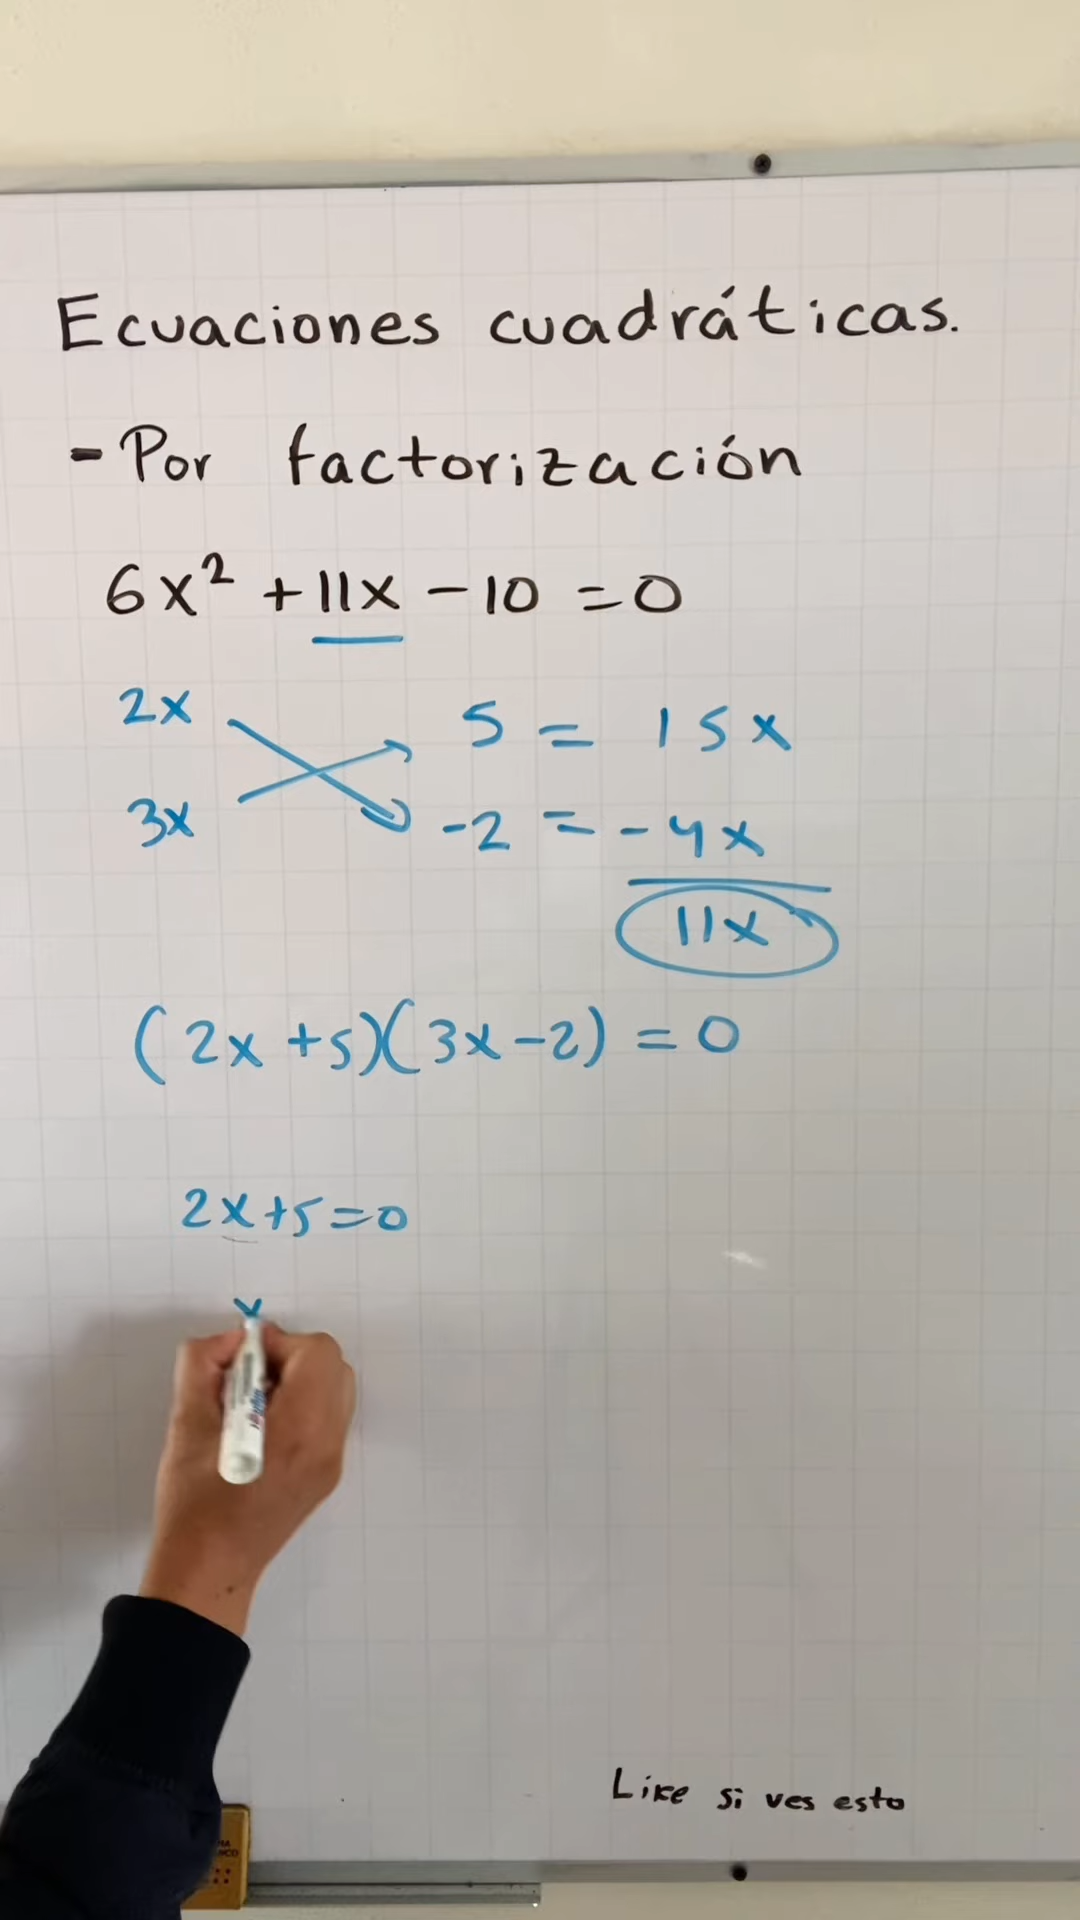 Ecuaciones cuadráticas.
- Por factorización
6x² + 11x - 10 = 0
2x 5 = 15x
3x -2 = -4x
11x
(2x + 5)(3x - 2) = 0
2x + 5 = 0
x
Like si ves esto